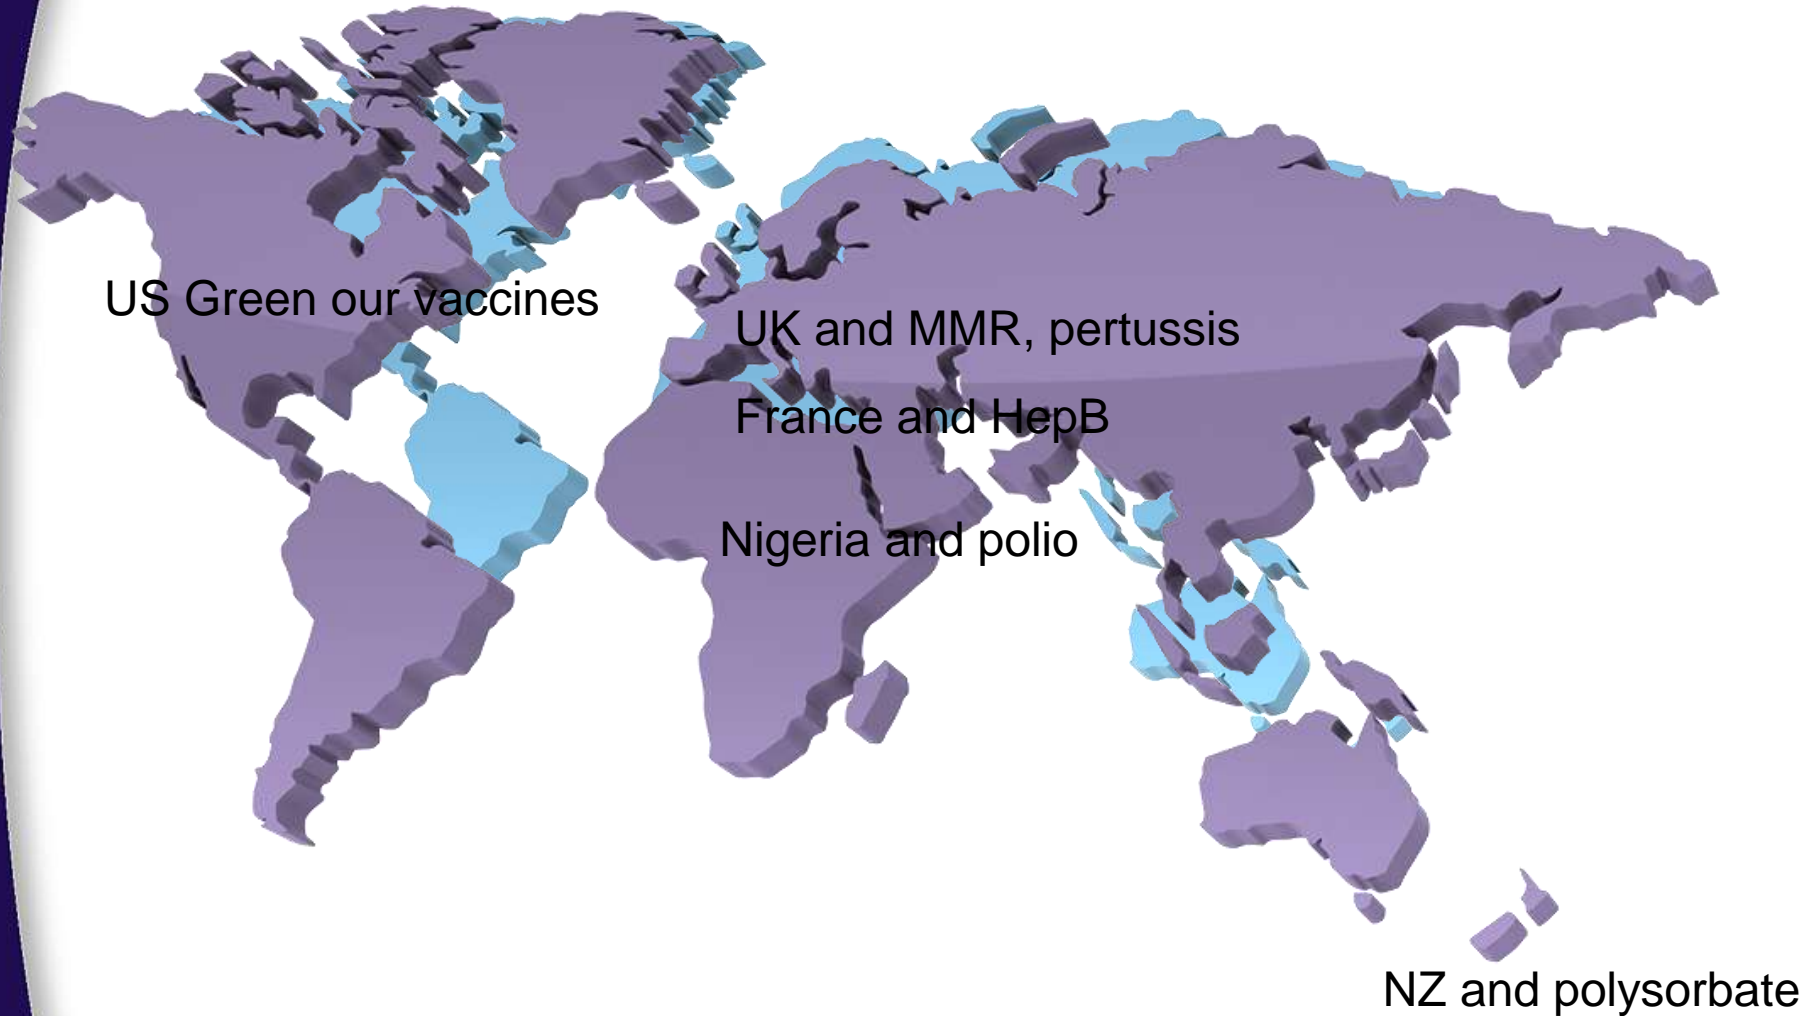 US Green our vaccines
UK and MMR, pertussis
France and HepB
Nigeria and polio
NZ and polysorbate